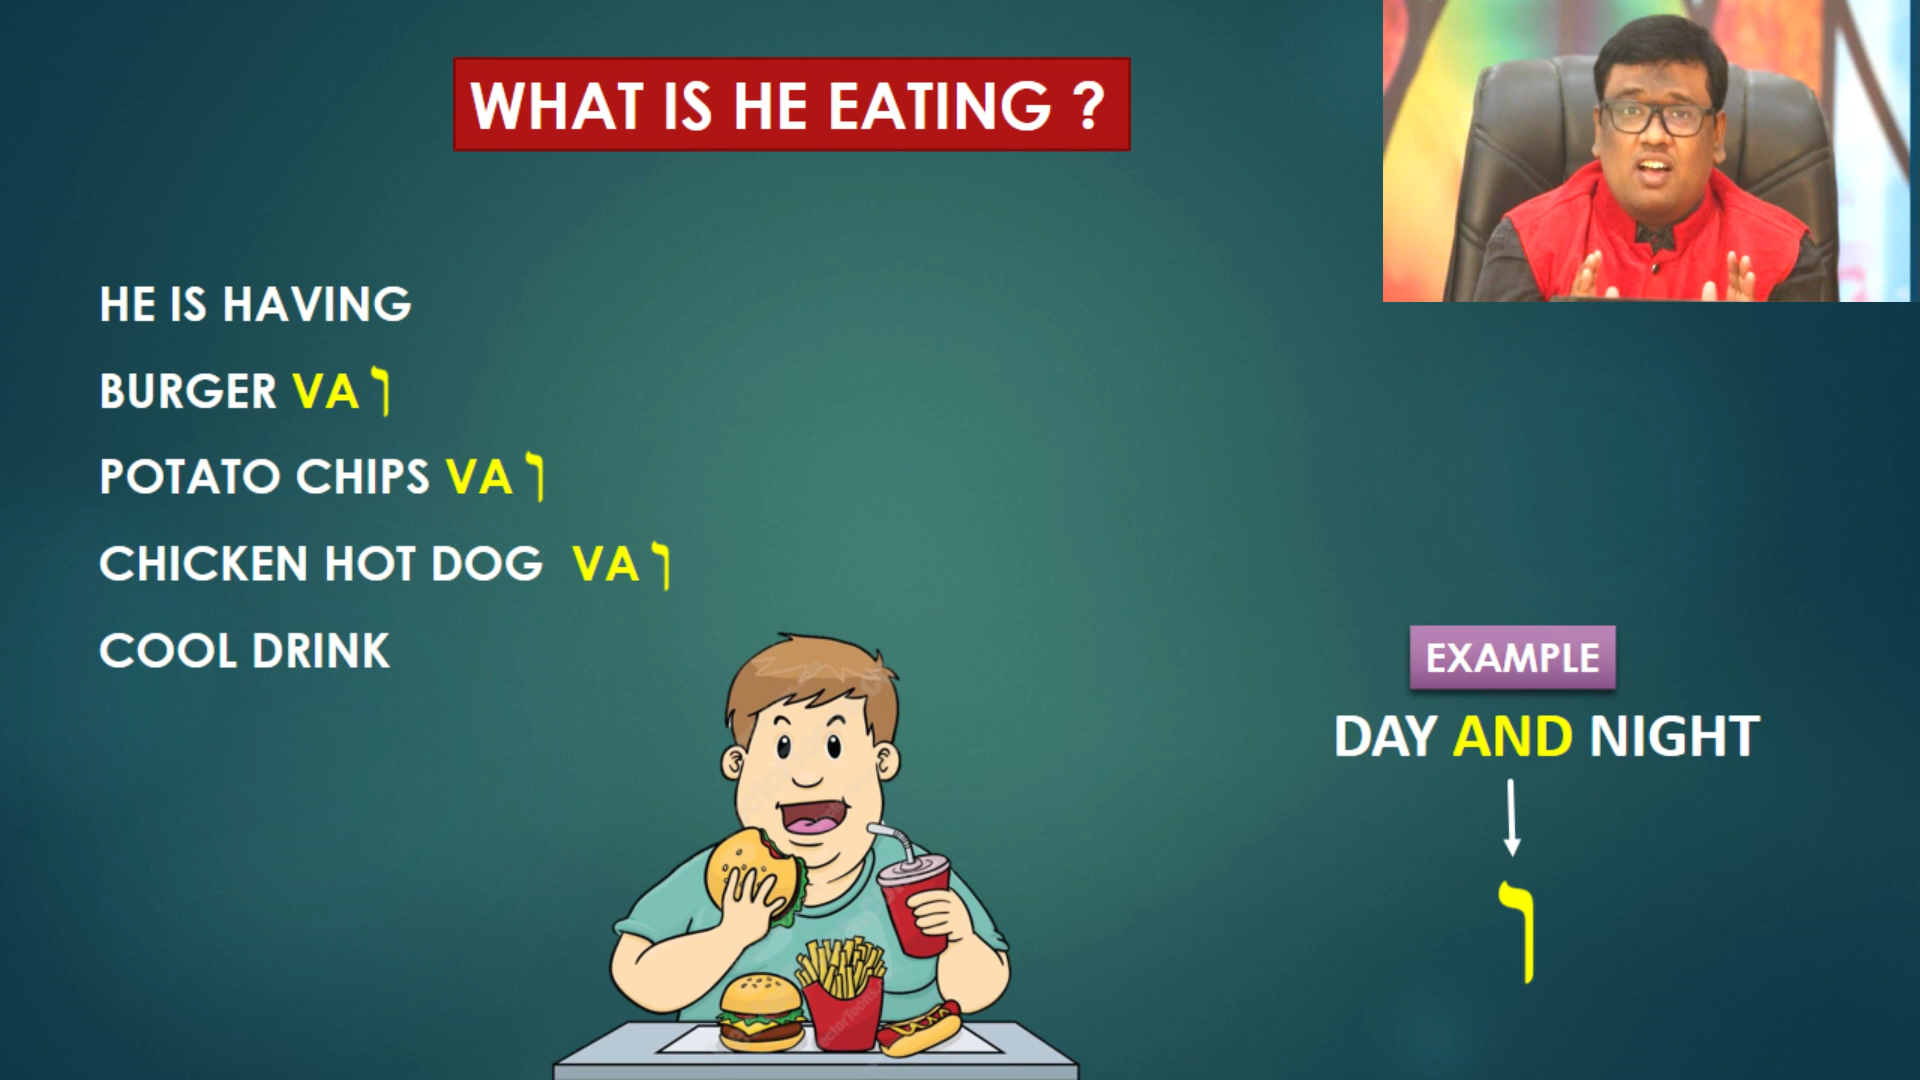 WHAT IS HE EATING ?
HE IS HAVING
BURGER VA ו
POTATO CHIPS VA ו
CHICKEN HOT DOG VA ו
COOL DRINK
EXAMPLE
DAY AND NIGHT
ו